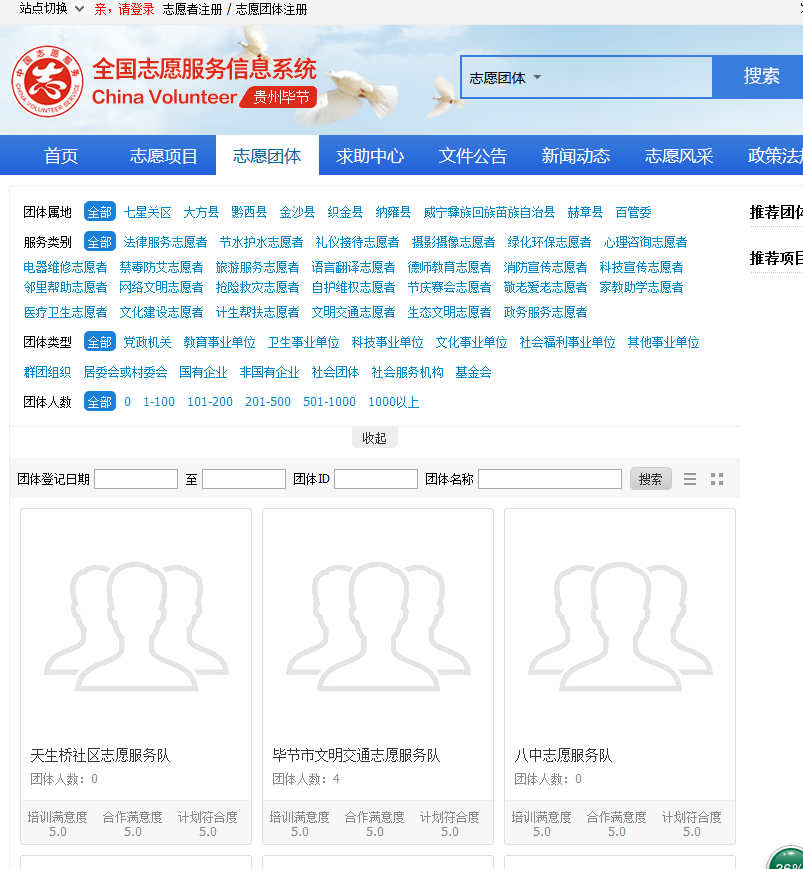 站点切换 亲，请登录 志愿者注册 / 志愿团体注册
中国志愿服务
CHINA VOLUNTEER SERVICE
全国志愿服务信息系统
China Volunteer 贵州毕节
志愿团体 搜索
首页 志愿项目 志愿团体 求助中心 文件公告 新闻动态 志愿风采 政策法
团体属地 全部 七星关区 大方县 黔西县 金沙县 织金县 纳雍县 威宁彝族回族苗族自治县 赫章县 百管委
推荐团体
服务类别 全部 法律服务志愿者 节水护水志愿者 礼仪接待志愿者 摄影摄像志愿者 绿化环保志愿者 心理咨询志愿者
推荐项目
电器维修志愿者 禁毒防艾志愿者 旅游服务志愿者 语言翻译志愿者 德师教育志愿者 消防宣传志愿者 科技宣传志愿者
邻里帮助志愿者 网络文明志愿者 抢险救灾志愿者 自护维权志愿者 节庆赛会志愿者 敬老爱老志愿者 家教助学志愿者
医疗卫生志愿者 文化建设志愿者 计生帮扶志愿者 文明交通志愿者 生态文明志愿者 政务服务志愿者
团体类型 全部 党政机关 教育事业单位 卫生事业单位 科技事业单位 文化事业单位 社会福利事业单位 其他事业单位
群团组织 居委会或村委会 国有企业 非国有企业 社会团体 社会服务机构 基金会
团体人数 全部 0 1-100 101-200 201-500 501-1000 1000以上
收起
团体登记日期 至 团体ID 团体名称 搜索
天生桥社区志愿服务队
团体人数：0
培训满意度 合作满意度 计划符合度
5.0 5.0 5.0
毕节市文明交通志愿服务队
团体人数：4
培训满意度 合作满意度 计划符合度
5.0 5.0 5.0
八中志愿服务队
团体人数：0
培训满意度 合作满意度 计划符合度
5.0 5.0 5.0